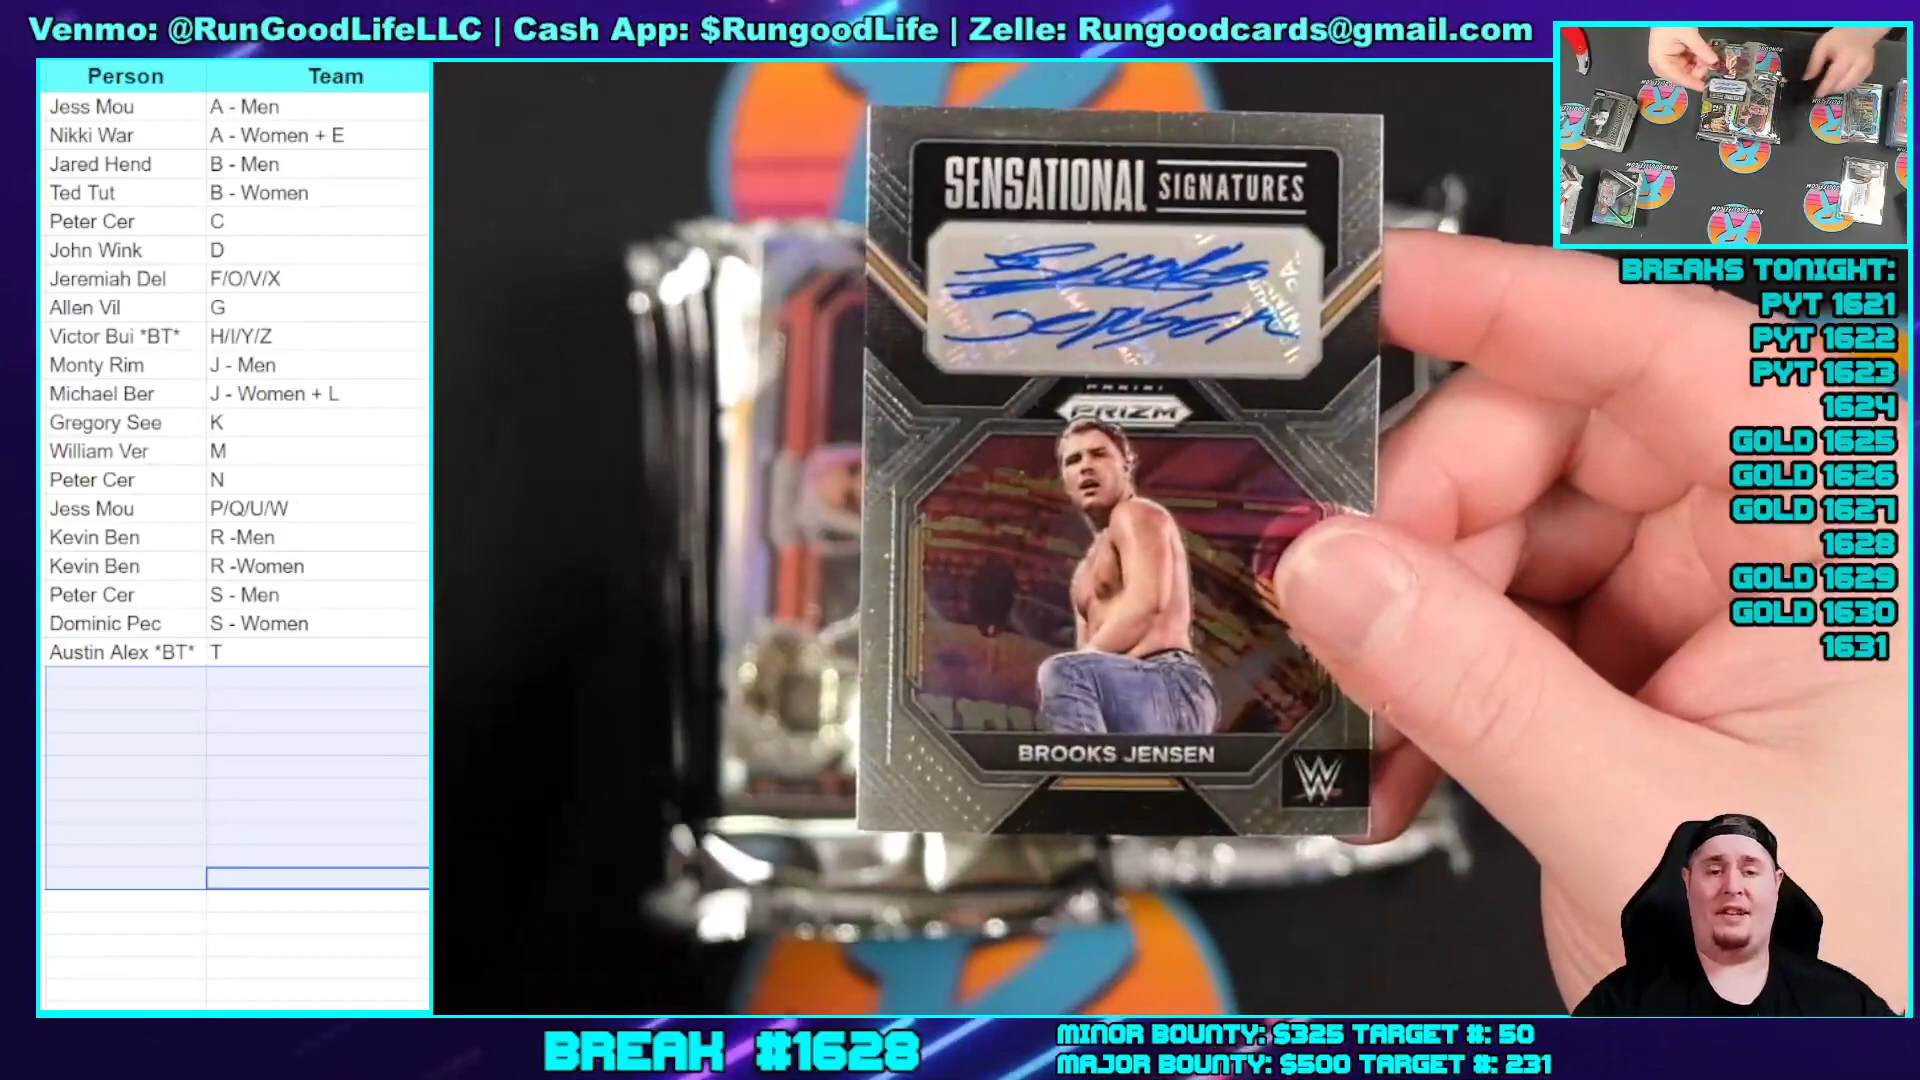 Venmo: @RunGoodLifeLLC | Cash App: $RungoodLife | Zelle: Rungoodcards@gmail.com
Person Team
Jess Mou A - Men
Nikki War A - Women + E
Jared Hend B - Men
Ted Tut B - Women
Peter Cer C
John Wink D
Jeremiah Del F/O/V/X
Allen Vil G
Victor Bui *BT* H/I/Y/Z
Monty Rim J - Men
Michael Ber J - Women + L
Gregory See K
William Ver M
Peter Cer N
Jess Mou P/Q/U/W
Kevin Ben R -Men
Kevin Ben R -Women
Peter Cer S - Men
Dominic Pec S - Women
Austin Alex *BT* T
SENSATIONAL SIGNATURES
Brooks
Jensen
PANINI
PRIZM
BROOKS JENSEN
W
BREAKS TONIGHT:
PYT 1621
PYT 1622
PYT 1623
1624
GOLD 1625
GOLD 1626
GOLD 1627
1628
GOLD 1629
GOLD 1630
1631
BREAK #1628
MINOR BOUNTY: $325 TARGET #: 50
MAJOR BOUNTY: $500 TARGET #: 231